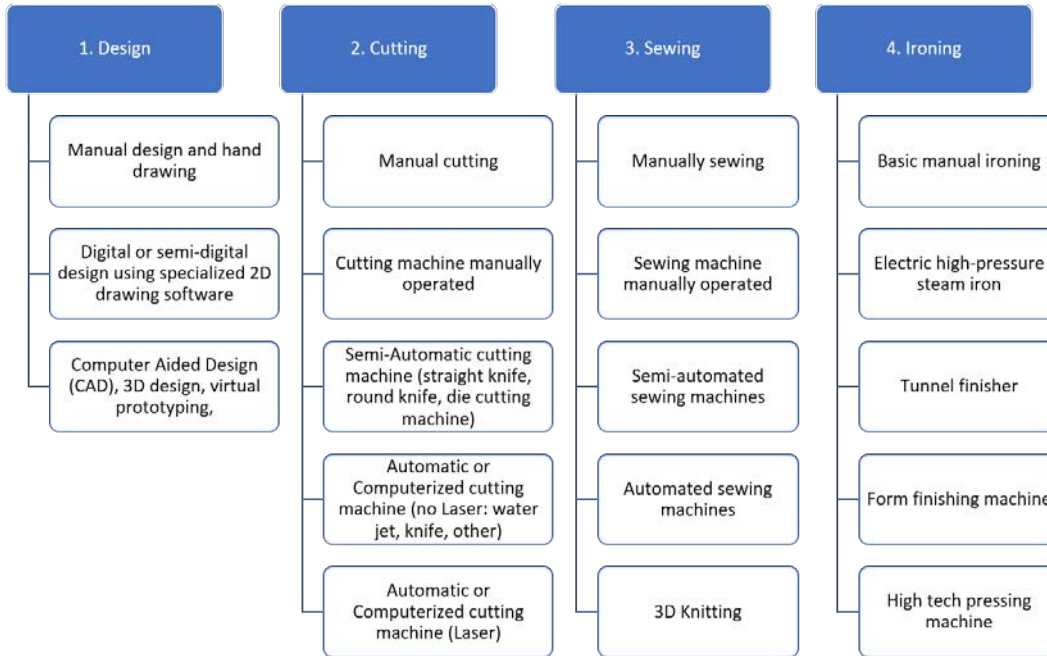 1. Design
Manual design and hand
drawing
Digital or semi-digital
design using specialized 2D
drawing software
Computer Aided Design
(CAD), 3D design, virtual
prototyping,
2. Cutting
Manual cutting
Cutting machine manually
operated
Semi-Automatic cutting
machine (straight knife,
round knife, die cutting
machine)
Automatic or
Computerized cutting
machine (no Laser: water
jet, knife, other)
Automatic or
Computerized cutting
machine (Laser)
3. Sewing
Manually sewing
Sewing machine
manually operated
Semi-automated
sewing machines
Automated sewing
machines
3D Knitting
4. Ironing
Basic manual ironing
Electric high-pressure
steam iron
Tunnel finisher
Form finishing machine
High tech pressing
machine